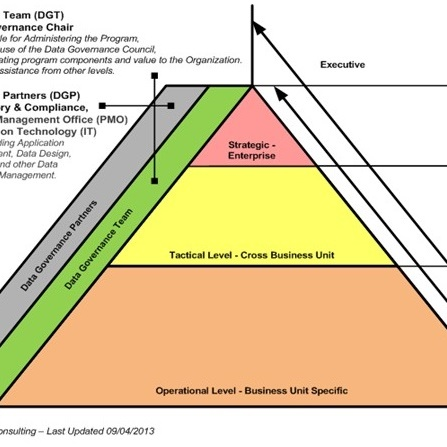 Team (DGT)
vernance Chair
le for Administering the Program,
use of the Data Governance Council,
ating program components and value to the Organization.
ssistance from other levels.
Executive
Partners (DGP)
ry & Compliance,
Management Office (PMO)
on Technology (IT)
ding Application
ent, Data Design,
nd other Data
Management.
Strategic -
Enterprise
Data Governance Partners
Data Governance Team
Tactical Level - Cross Business Unit
Operational Level - Business Unit Specific
onsulting – Last Updated 09/04/2013